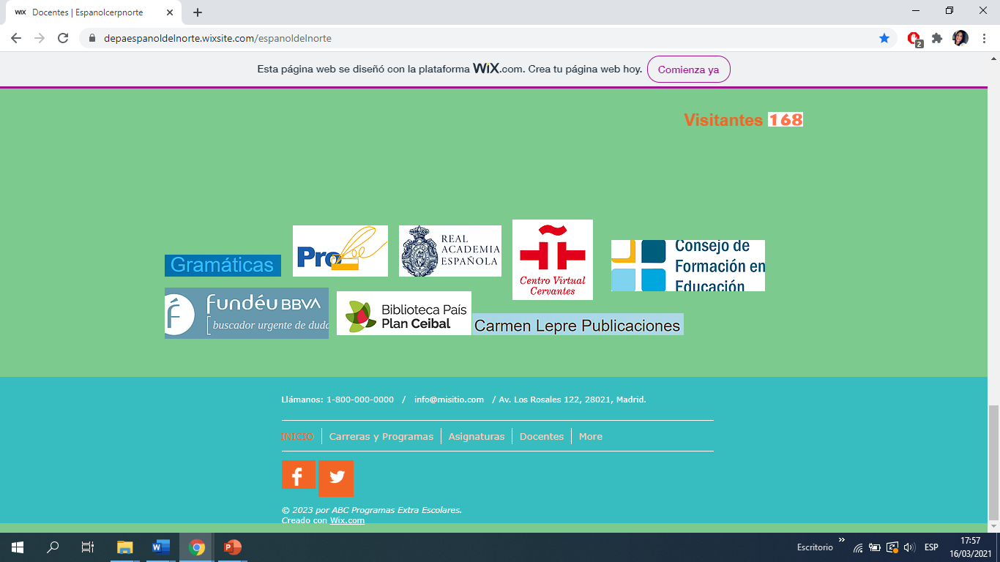 WiX Docentes | Espanolcerpnorte
depaespanoldelnorte.wixsite.com/espanoldelnorte
2
Esta página web se diseñó con la plataforma WiX.com. Crea tu página web hoy. Comienza ya
Visitantes 168
Gramáticas
Pro
REAL
ACADEMIA
ESPAÑOLA
Centro Virtual
Cervantes
Consejo de
Formación en
Educación
FundéU BBVA
[buscador urgente de duda
Biblioteca País
Plan Ceibal
Carmen Lepre Publicaciones
Llámanos: 1-800-000-0000 / info@misitio.com / Av. Los Rosales 122, 28021, Madrid.
INICIO Carreras y Programas Asignaturas Docentes More
© 2023 por ABC Programas Extra Escolares.
Creado con Wix.com
Escritorio » ESP 17:57
16/03/2021